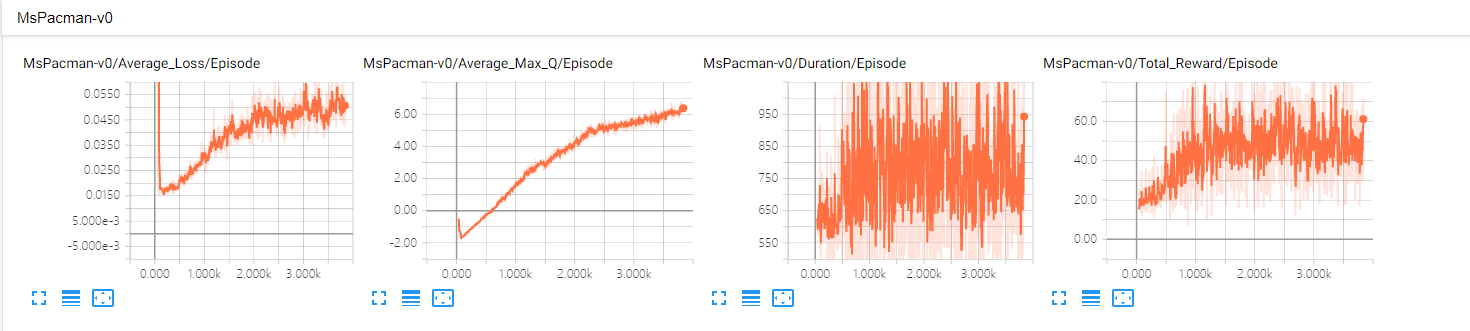 MsPacman-v0
MsPacman-v0/Average_Loss/Episode
0.0550
0.0450
0.0350
0.0250
0.0150
5.000e-3
-5.000e-3
0.000 1.000k 2.000k 3.000k
MsPacman-v0/Average_Max_Q/Episode
6.00
4.00
2.00
0.00
-2.00
0.000 1.000k 3.000k
MsPacman-v0/Duration/Episode
950
850
750
650
550
0.000 1.000k 2.000k 3.000k
MsPacman-v0/Total_Reward/Episode
60.0
40.0
20.0
0.00
0.000 1.000k 2.000k 3.000k